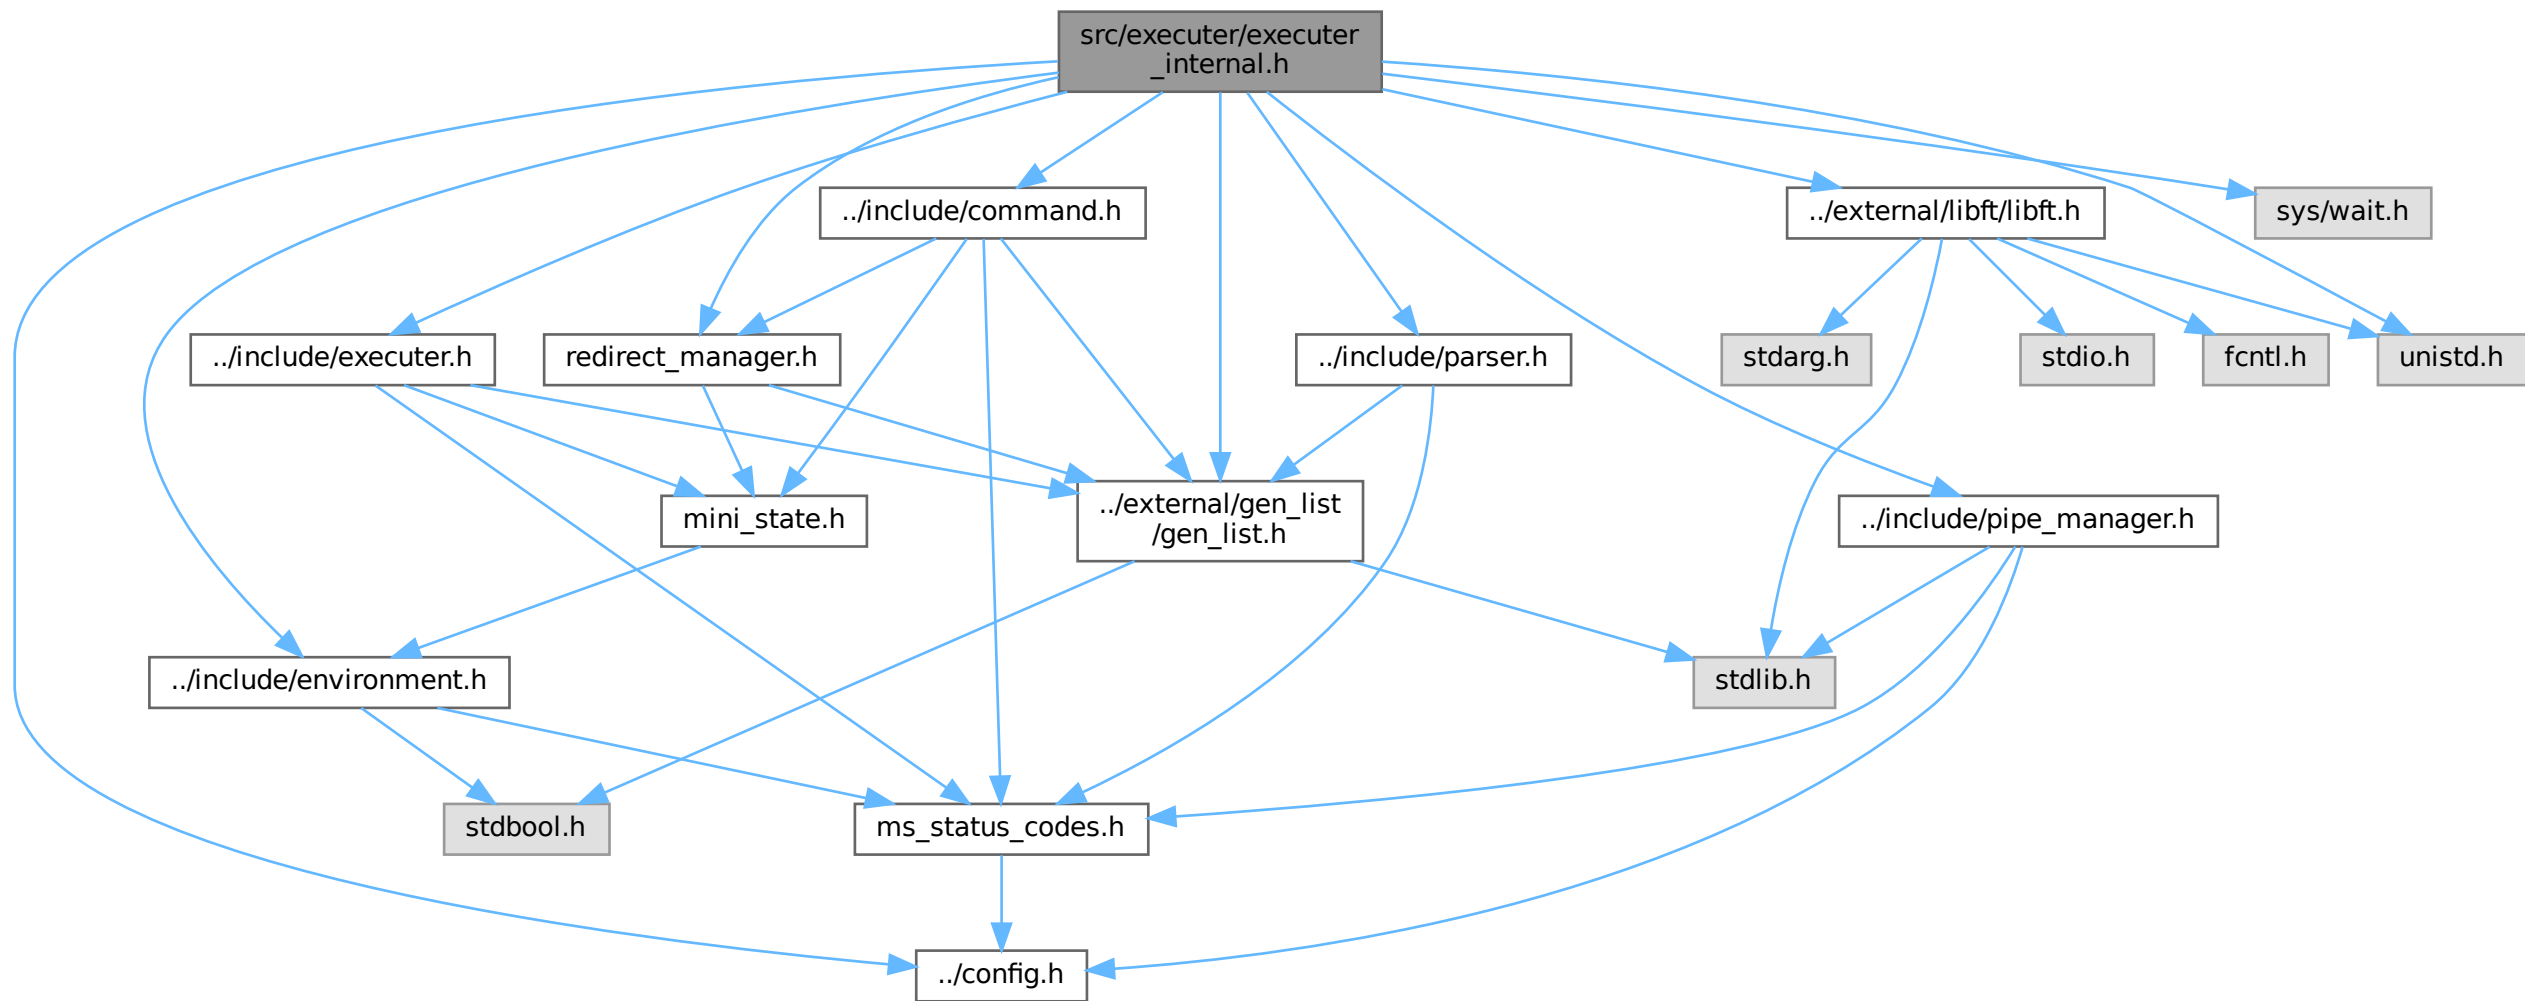 src/executer/executer
_internal.h
../include/command.h
../external/libft/libft.h
sys/wait.h
../include/executer.h
redirect_manager.h
../include/parser.h
stdarg.h
stdio.h
fcntl.h
unistd.h
mini_state.h
../external/gen_list
/gen_list.h
../include/pipe_manager.h
../include/environment.h
stdlib.h
stdbool.h
ms_status_codes.h
../config.h